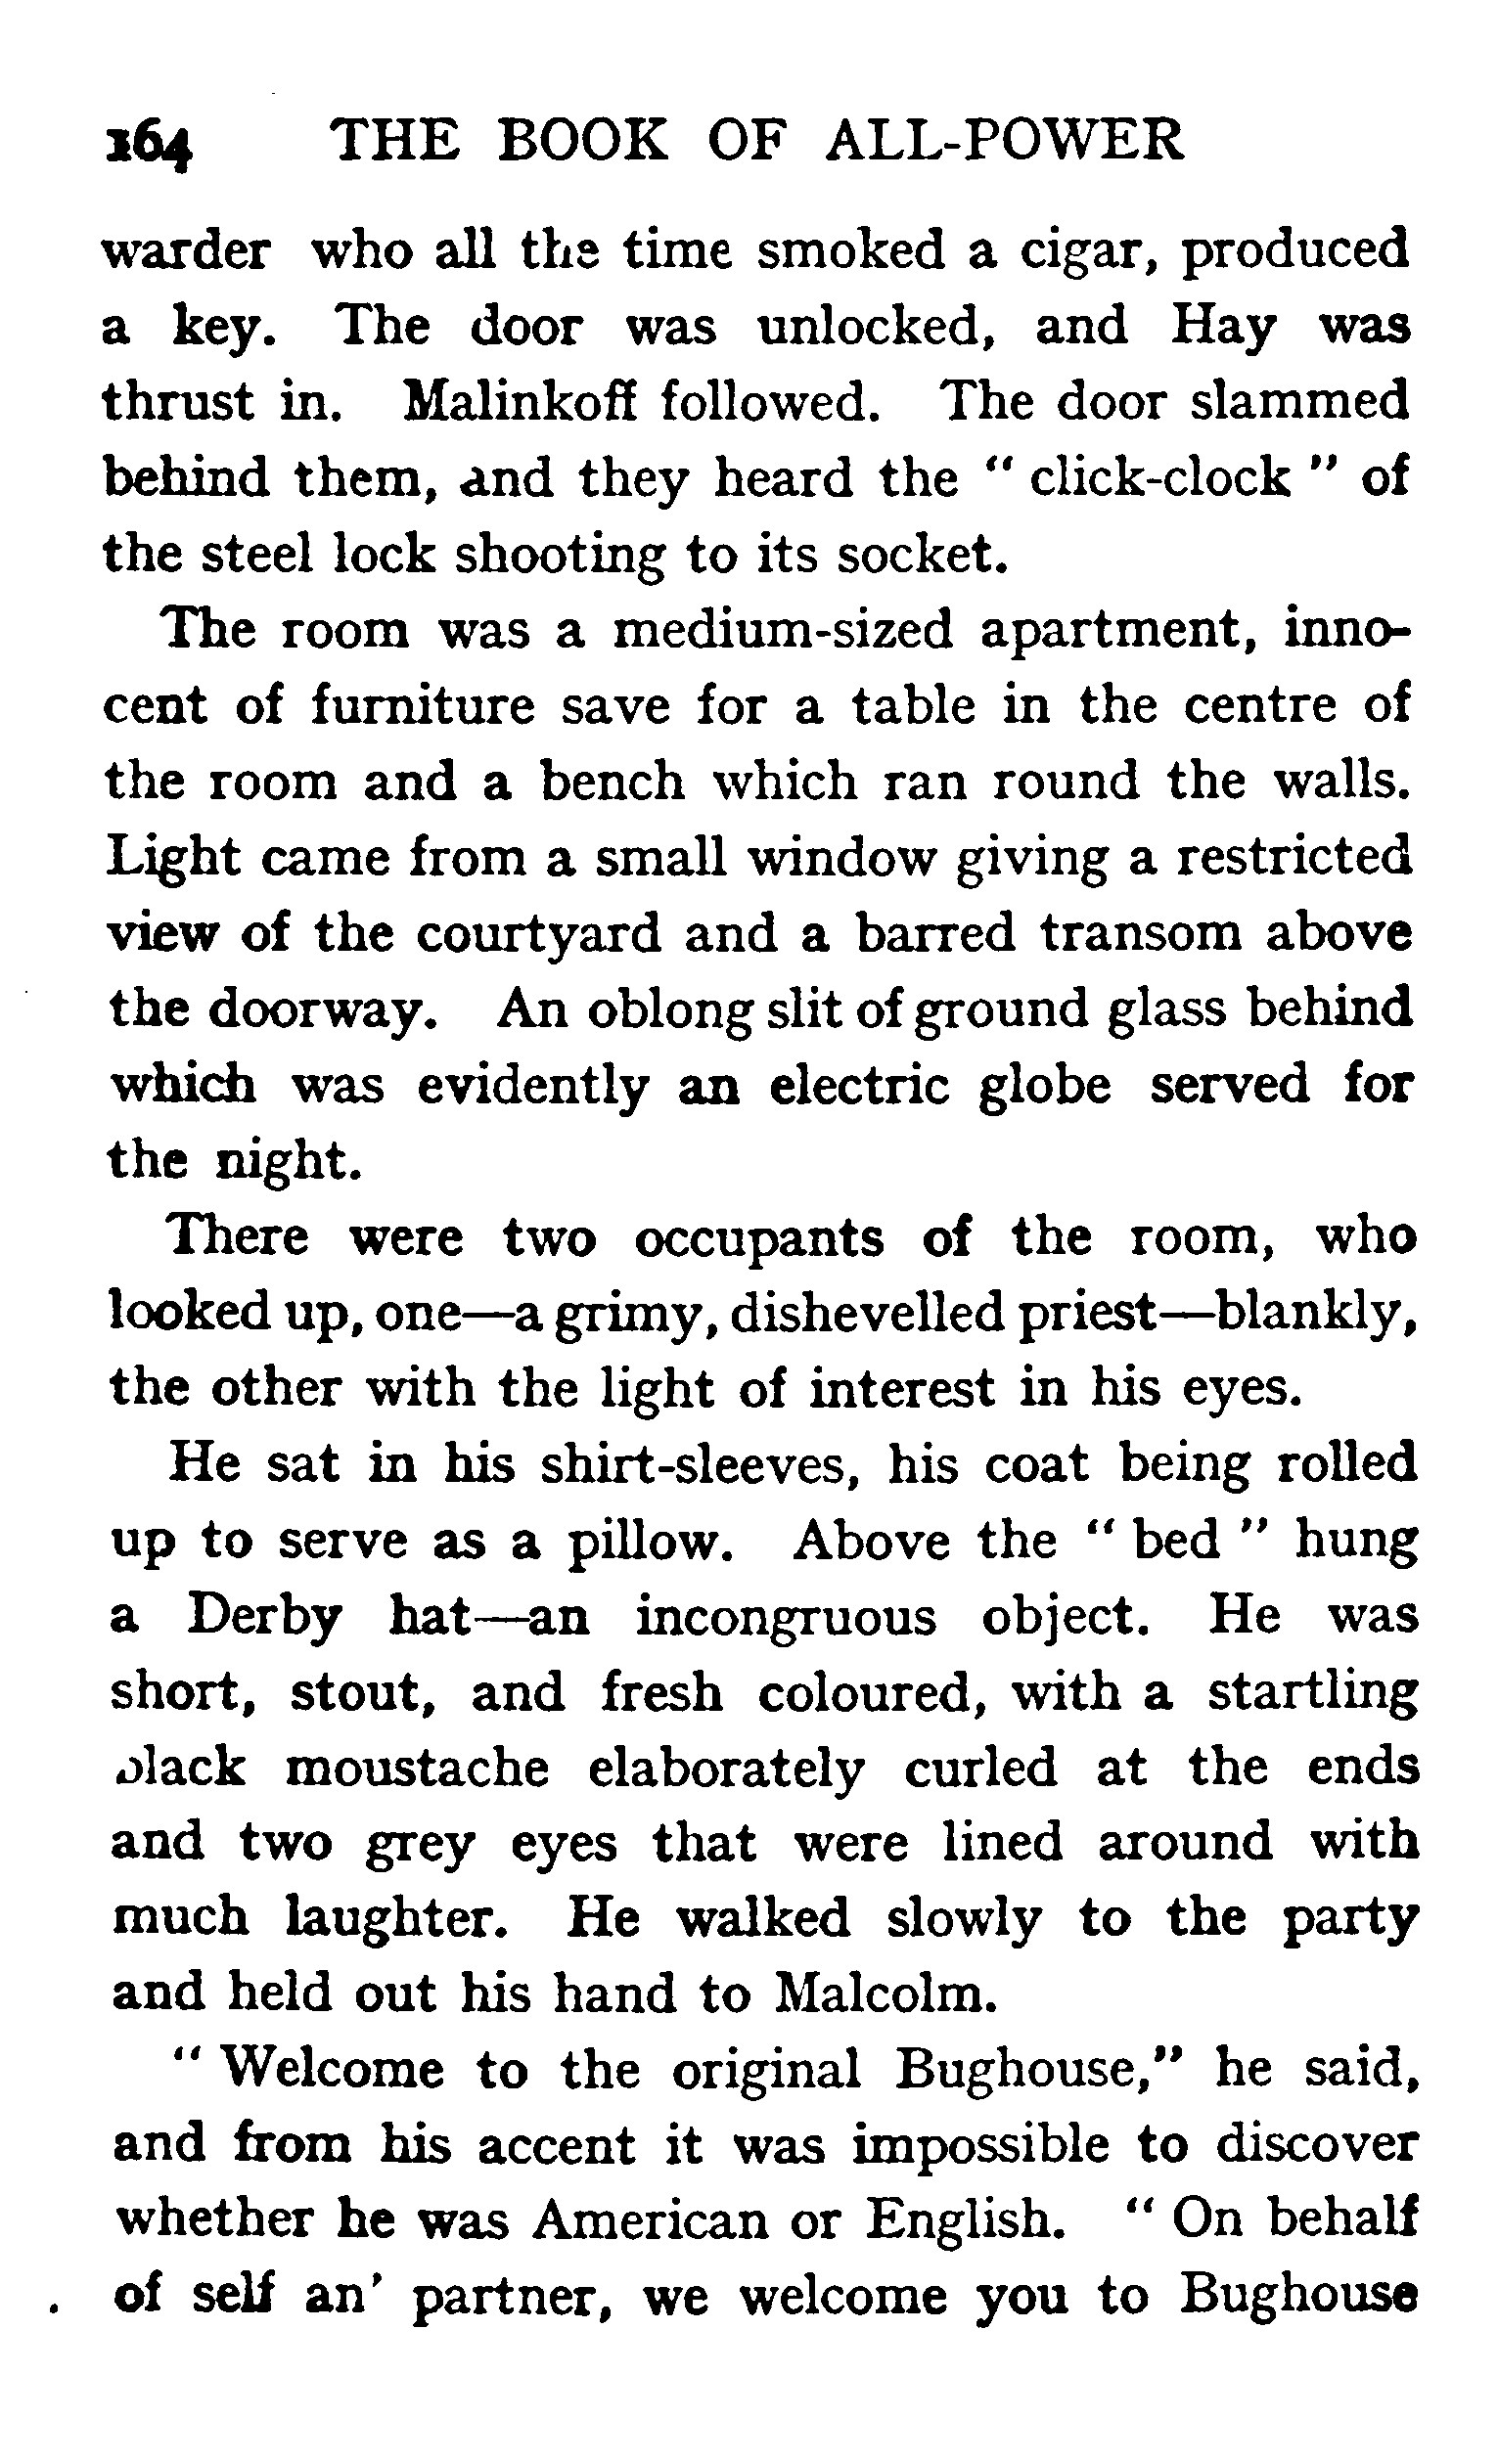 164 THE BOOK OF ALL-POWER
warder who all the time smoked a cigar, produced
a key. The door was unlocked, and Hay was
thrust in. Malinkoff followed. The door slammed
behind them, and they heard the " click-clock " of
the steel lock shooting to its socket.
The room was a medium-sized apartment, inno-
cent of furniture save for a table in the centre of
the room and a bench which ran round the walls.
Light came from a small window giving a restricted
view of the courtyard and a barred transom above
the doorway. An oblong slit of ground glass behind
which was evidently an electric globe served for
the night.
There were two occupants of the room, who
looked up, one—a grimy, dishevelled priest—blankly,
the other with the light of interest in his eyes.
He sat in his shirt-sleeves, his coat being rolled
up to serve as a pillow. Above the " bed " hung
a Derby hat—an incongruous object. He was
short, stout, and fresh coloured, with a startling
black moustache elaborately curled at the ends
and two grey eyes that were lined around with
much laughter. He walked slowly to the party
and held out his hand to Malcolm.
" Welcome to the original Bughouse," he said,
and from his accent it was impossible to discover
whether he was American or English. " On behalf
of self an' partner, we welcome you to Bughouse